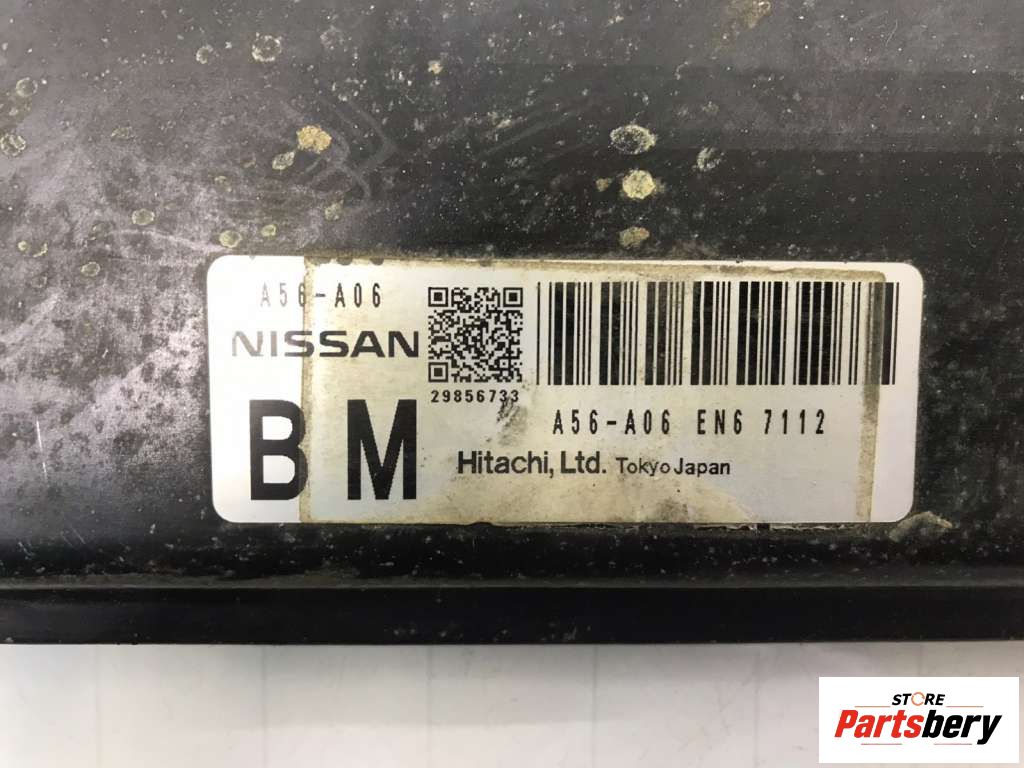 A56-A06
NISSAN
29856733
B M
A56-A06 EN6 7112
Hitachi, Ltd. Tokyo Japan
STORE
Partsbery